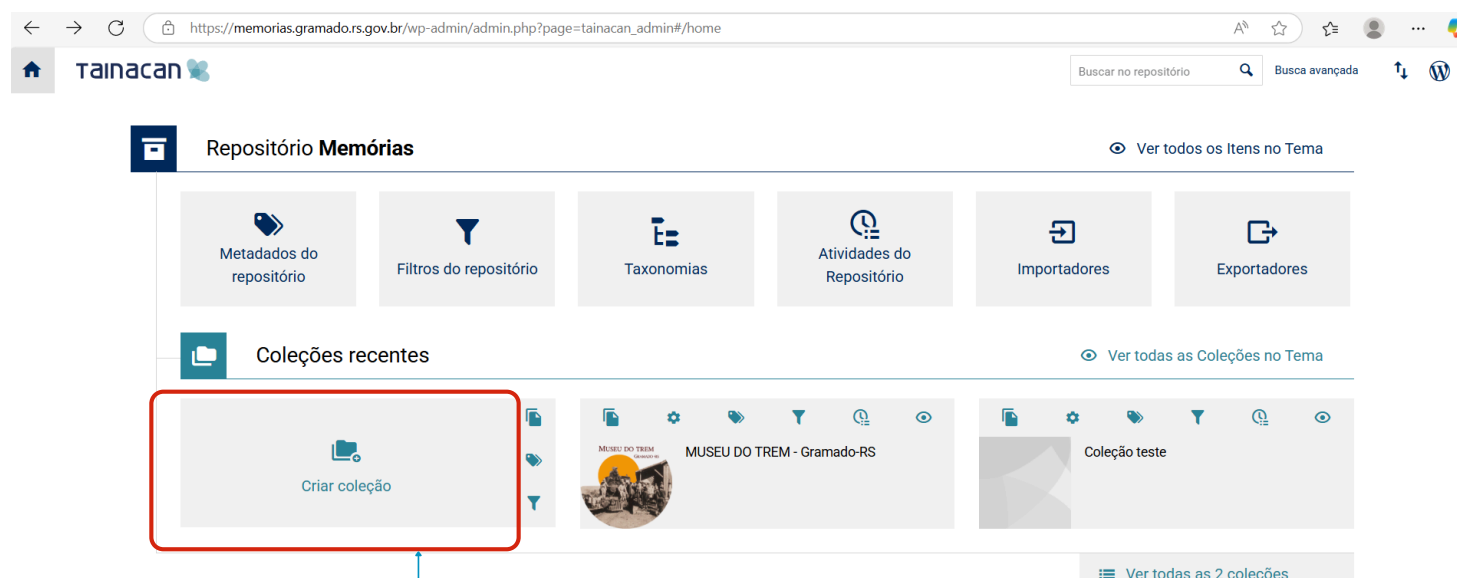 https://memorias.gramado.rs.gov.br/wp-admin/admin.php?page=tainacan_admin#/home
Tainacan
Buscar no repositório
Busca avançada
Repositório Memórias
Ver todos os Itens no Tema
Metadados do
repositório
Filtros do repositório
Taxonomias
Atividades do
Repositório
Importadores
Exportadores
Coleções recentes
Ver todas as Coleções no Tema
Criar coleção
MUSEU DO TREM
Gramado-RS
MUSEU DO TREM - Gramado-RS
Coleção teste
Ver todas as 2 coleções